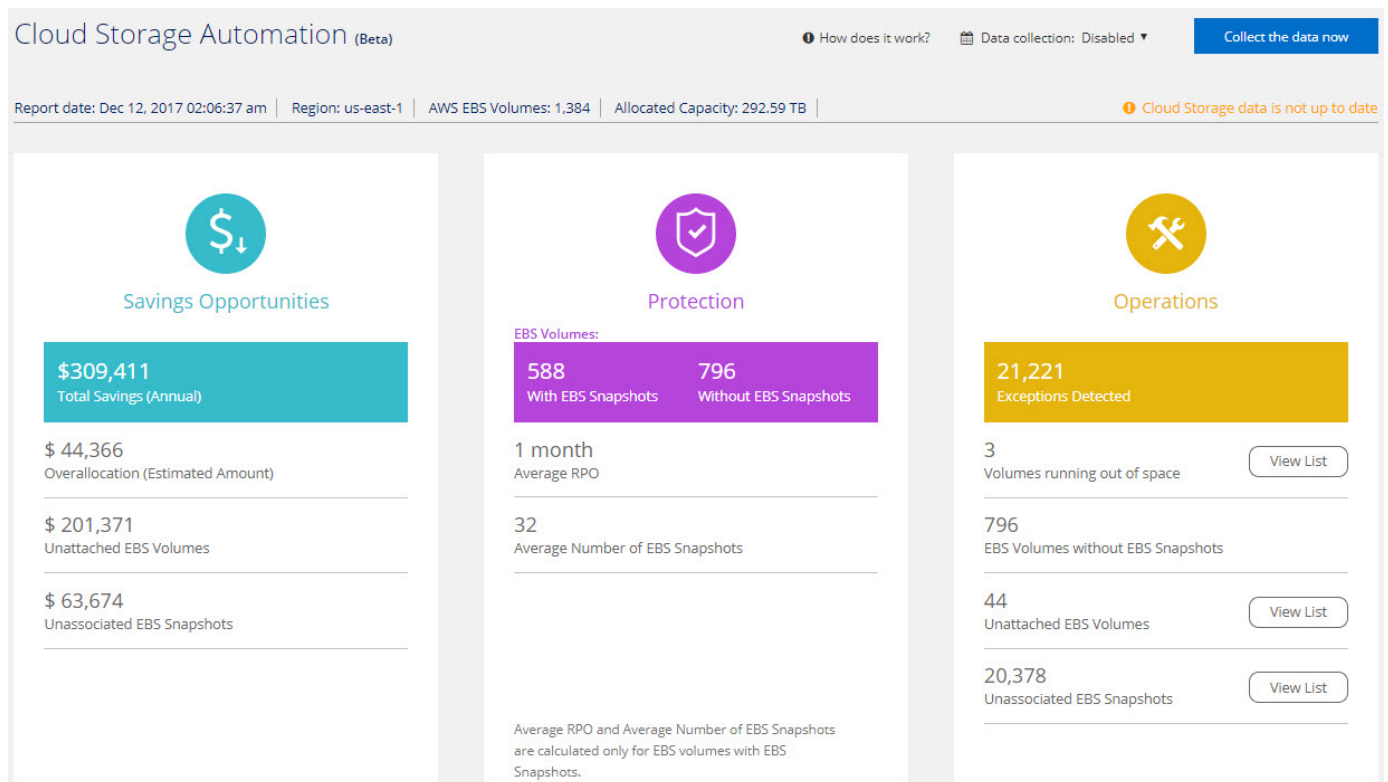 Cloud Storage Automation (Beta)
How does it work?
Data collection: Disabled
Collect the data now
Report date: Dec 12, 2017 02:06:37 am | Region: us-east-1 | AWS EBS Volumes: 1,384 | Allocated Capacity: 292.59 TB |
Cloud Storage data is not up to date
Savings Opportunities
$309,411
Total Savings (Annual)
$ 44,366
Overallocation (Estimated Amount)
$ 201,371
Unattached EBS Volumes
$ 63,674
Unassociated EBS Snapshots
Protection
EBS Volumes:
588
With EBS Snapshots
796
Without EBS Snapshots
1 month
Average RPO
32
Average Number of EBS Snapshots
Average RPO and Average Number of EBS Snapshots
are calculated only for EBS volumes with EBS
Snapshots.
Operations
21,221
Exceptions Detected
3
Volumes running out of space
View List
796
EBS Volumes without EBS Snapshots
44
Unattached EBS Volumes
View List
20,378
Unassociated EBS Snapshots
View List